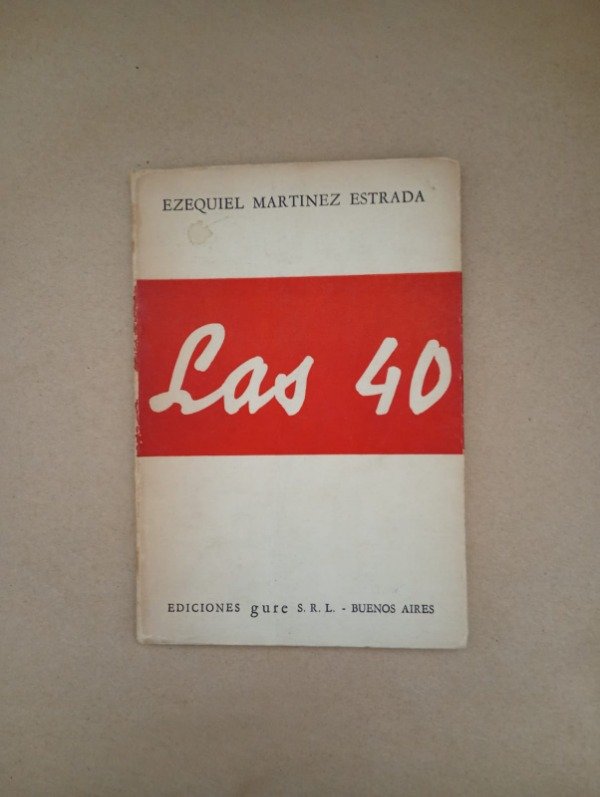 EZEQUIEL MARTINEZ ESTRADA
Las 40
EDICIONES gure S. R. L. - BUENOS AIRES